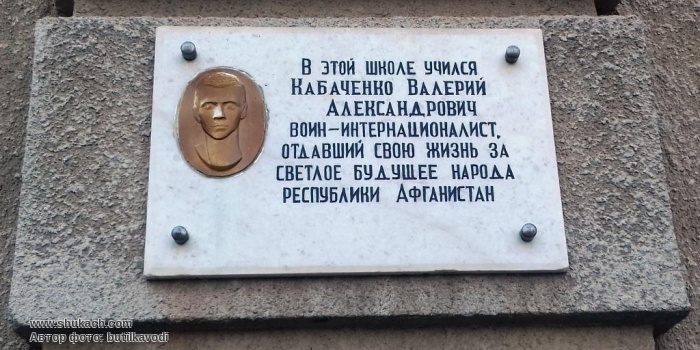 В этой школе учился
Кабаченко Валерий
Александрович
воин-интернационалист,
отдавший свою жизнь за
светлое будущее народа
республики Афганистан
www.shukach.com
Автор фото: butilkavodi